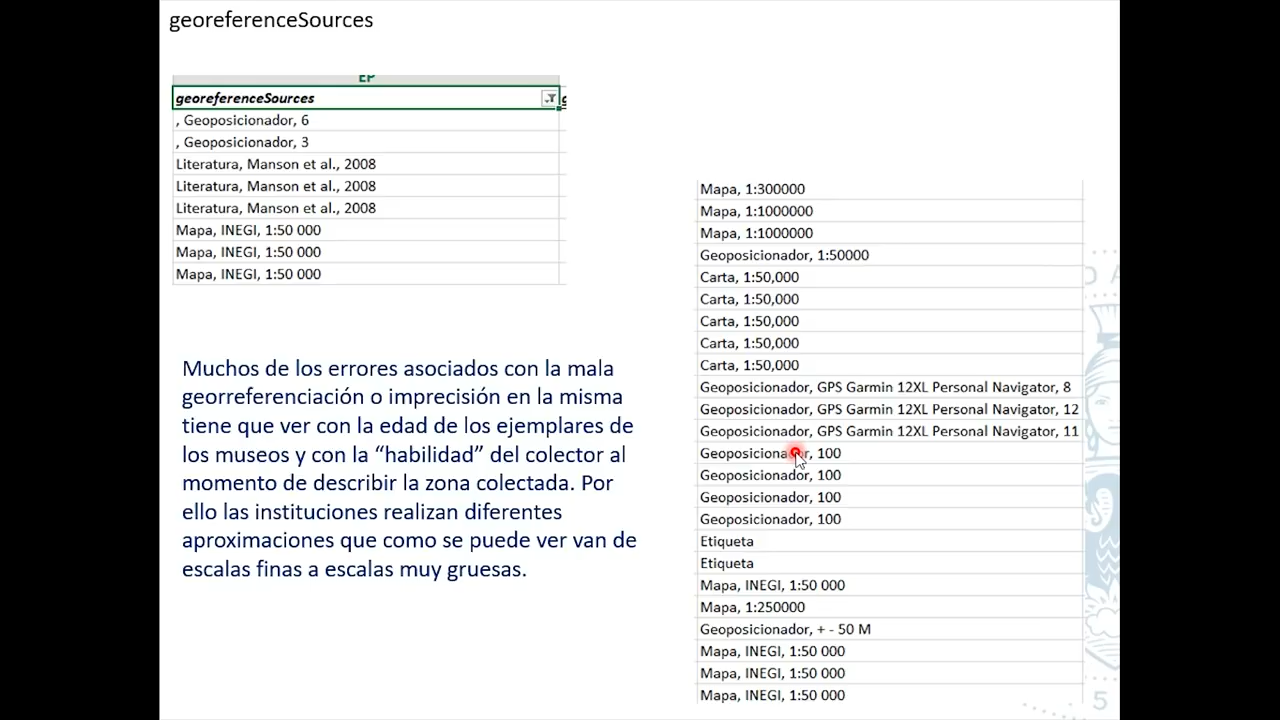 georeferenceSources
EP
georeferenceSources
, Geoposicionador, 6
, Geoposicionador, 3
Literatura, Manson et al., 2008
Literatura, Manson et al., 2008
Literatura, Manson et al., 2008
Mapa, INEGI, 1:50 000
Mapa, INEGI, 1:50 000
Mapa, INEGI, 1:50 000
Muchos de los errores asociados con la mala
georreferenciación o imprecisión en la misma
tiene que ver con la edad de los ejemplares de
los museos y con la “habilidad” del colector al
momento de describir la zona colectada. Por
ello las instituciones realizan diferentes
aproximaciones que como se puede ver van de
escalas finas a escalas muy gruesas.
Mapa, 1:300000
Mapa, 1:1000000
Mapa, 1:1000000
Geoposicionador, 1:50000
Carta, 1:50,000
Carta, 1:50,000
Carta, 1:50,000
Carta, 1:50,000
Carta, 1:50,000
Geoposicionador, GPS Garmin 12XL Personal Navigator, 8
Geoposicionador, GPS Garmin 12XL Personal Navigator, 12
Geoposicionador, GPS Garmin 12XL Personal Navigator, 11
Geoposicionador, 100
Geoposicionador, 100
Geoposicionador, 100
Geoposicionador, 100
Etiqueta
Etiqueta
Mapa, INEGI, 1:50 000
Mapa, 1:250000
Geoposicionador, + - 50 M
Mapa, INEGI, 1:50 000
Mapa, INEGI, 1:50 000
Mapa, INEGI, 1:50 000